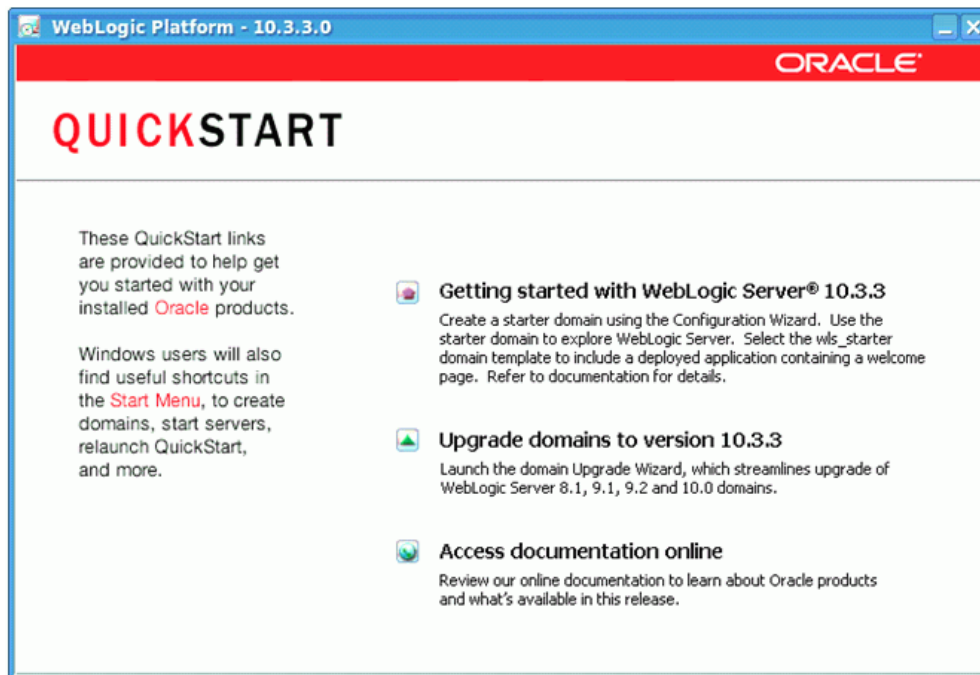 WebLogic Platform - 10.3.3.0
ORACLE
QUICKSTART
These QuickStart links
are provided to help get
you started with your
installed Oracle products.
Windows users will also
find useful shortcuts in
the Start Menu, to create
domains, start servers,
relaunch QuickStart,
and more.
Getting started with WebLogic Server® 10.3.3
Create a starter domain using the Configuration Wizard. Use the
starter domain to explore WebLogic Server. Select the wls_starter
domain template to include a deployed application containing a welcome
page. Refer to documentation for details.
Upgrade domains to version 10.3.3
Launch the domain Upgrade Wizard, which streamlines upgrade of
WebLogic Server 8.1, 9.1, 9.2 and 10.0 domains.
Access documentation online
Review our online documentation to learn about Oracle products
and what's available in this release.